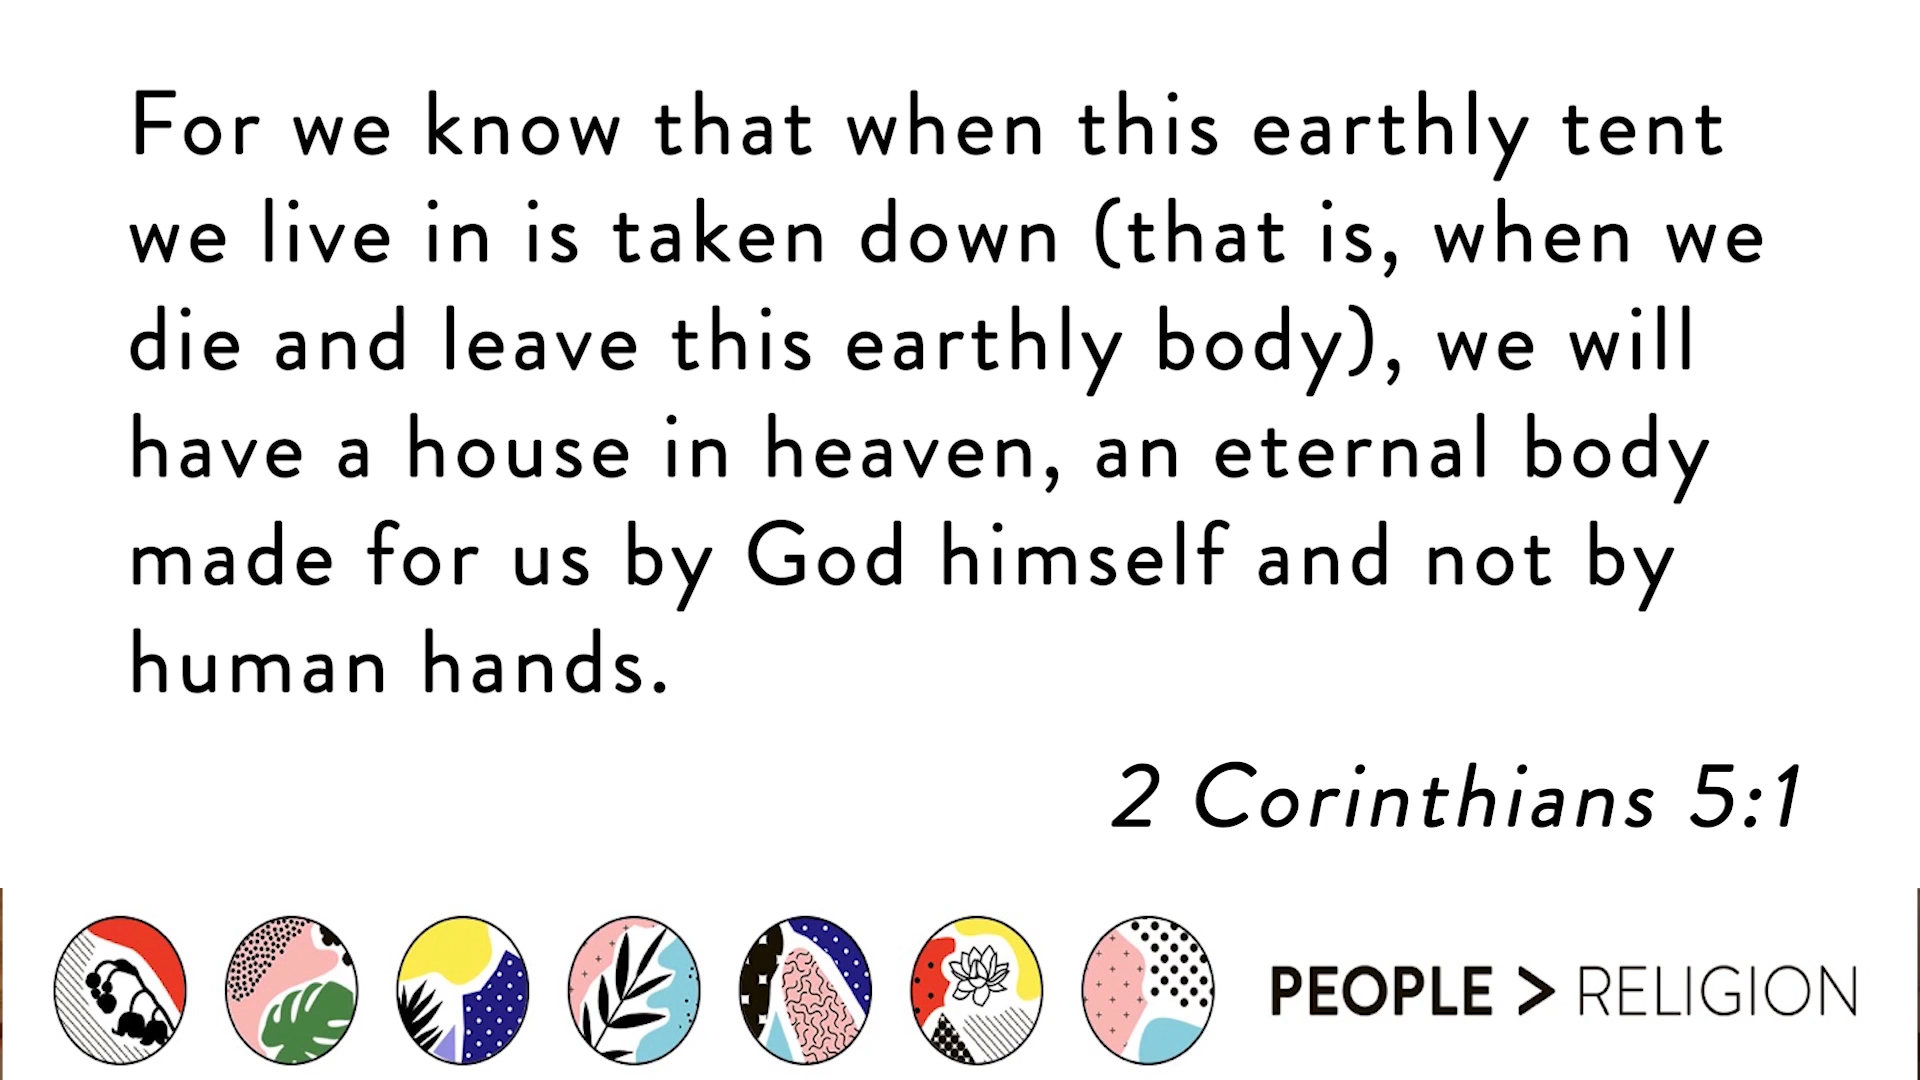 For we know that when this earthly tent
we live in is taken down (that is, when we
die and leave this earthly body), we will
have a house in heaven, an eternal body
made for us by God himself and not by
human hands.
2 Corinthians 5:1
PEOPLE > RELIGION